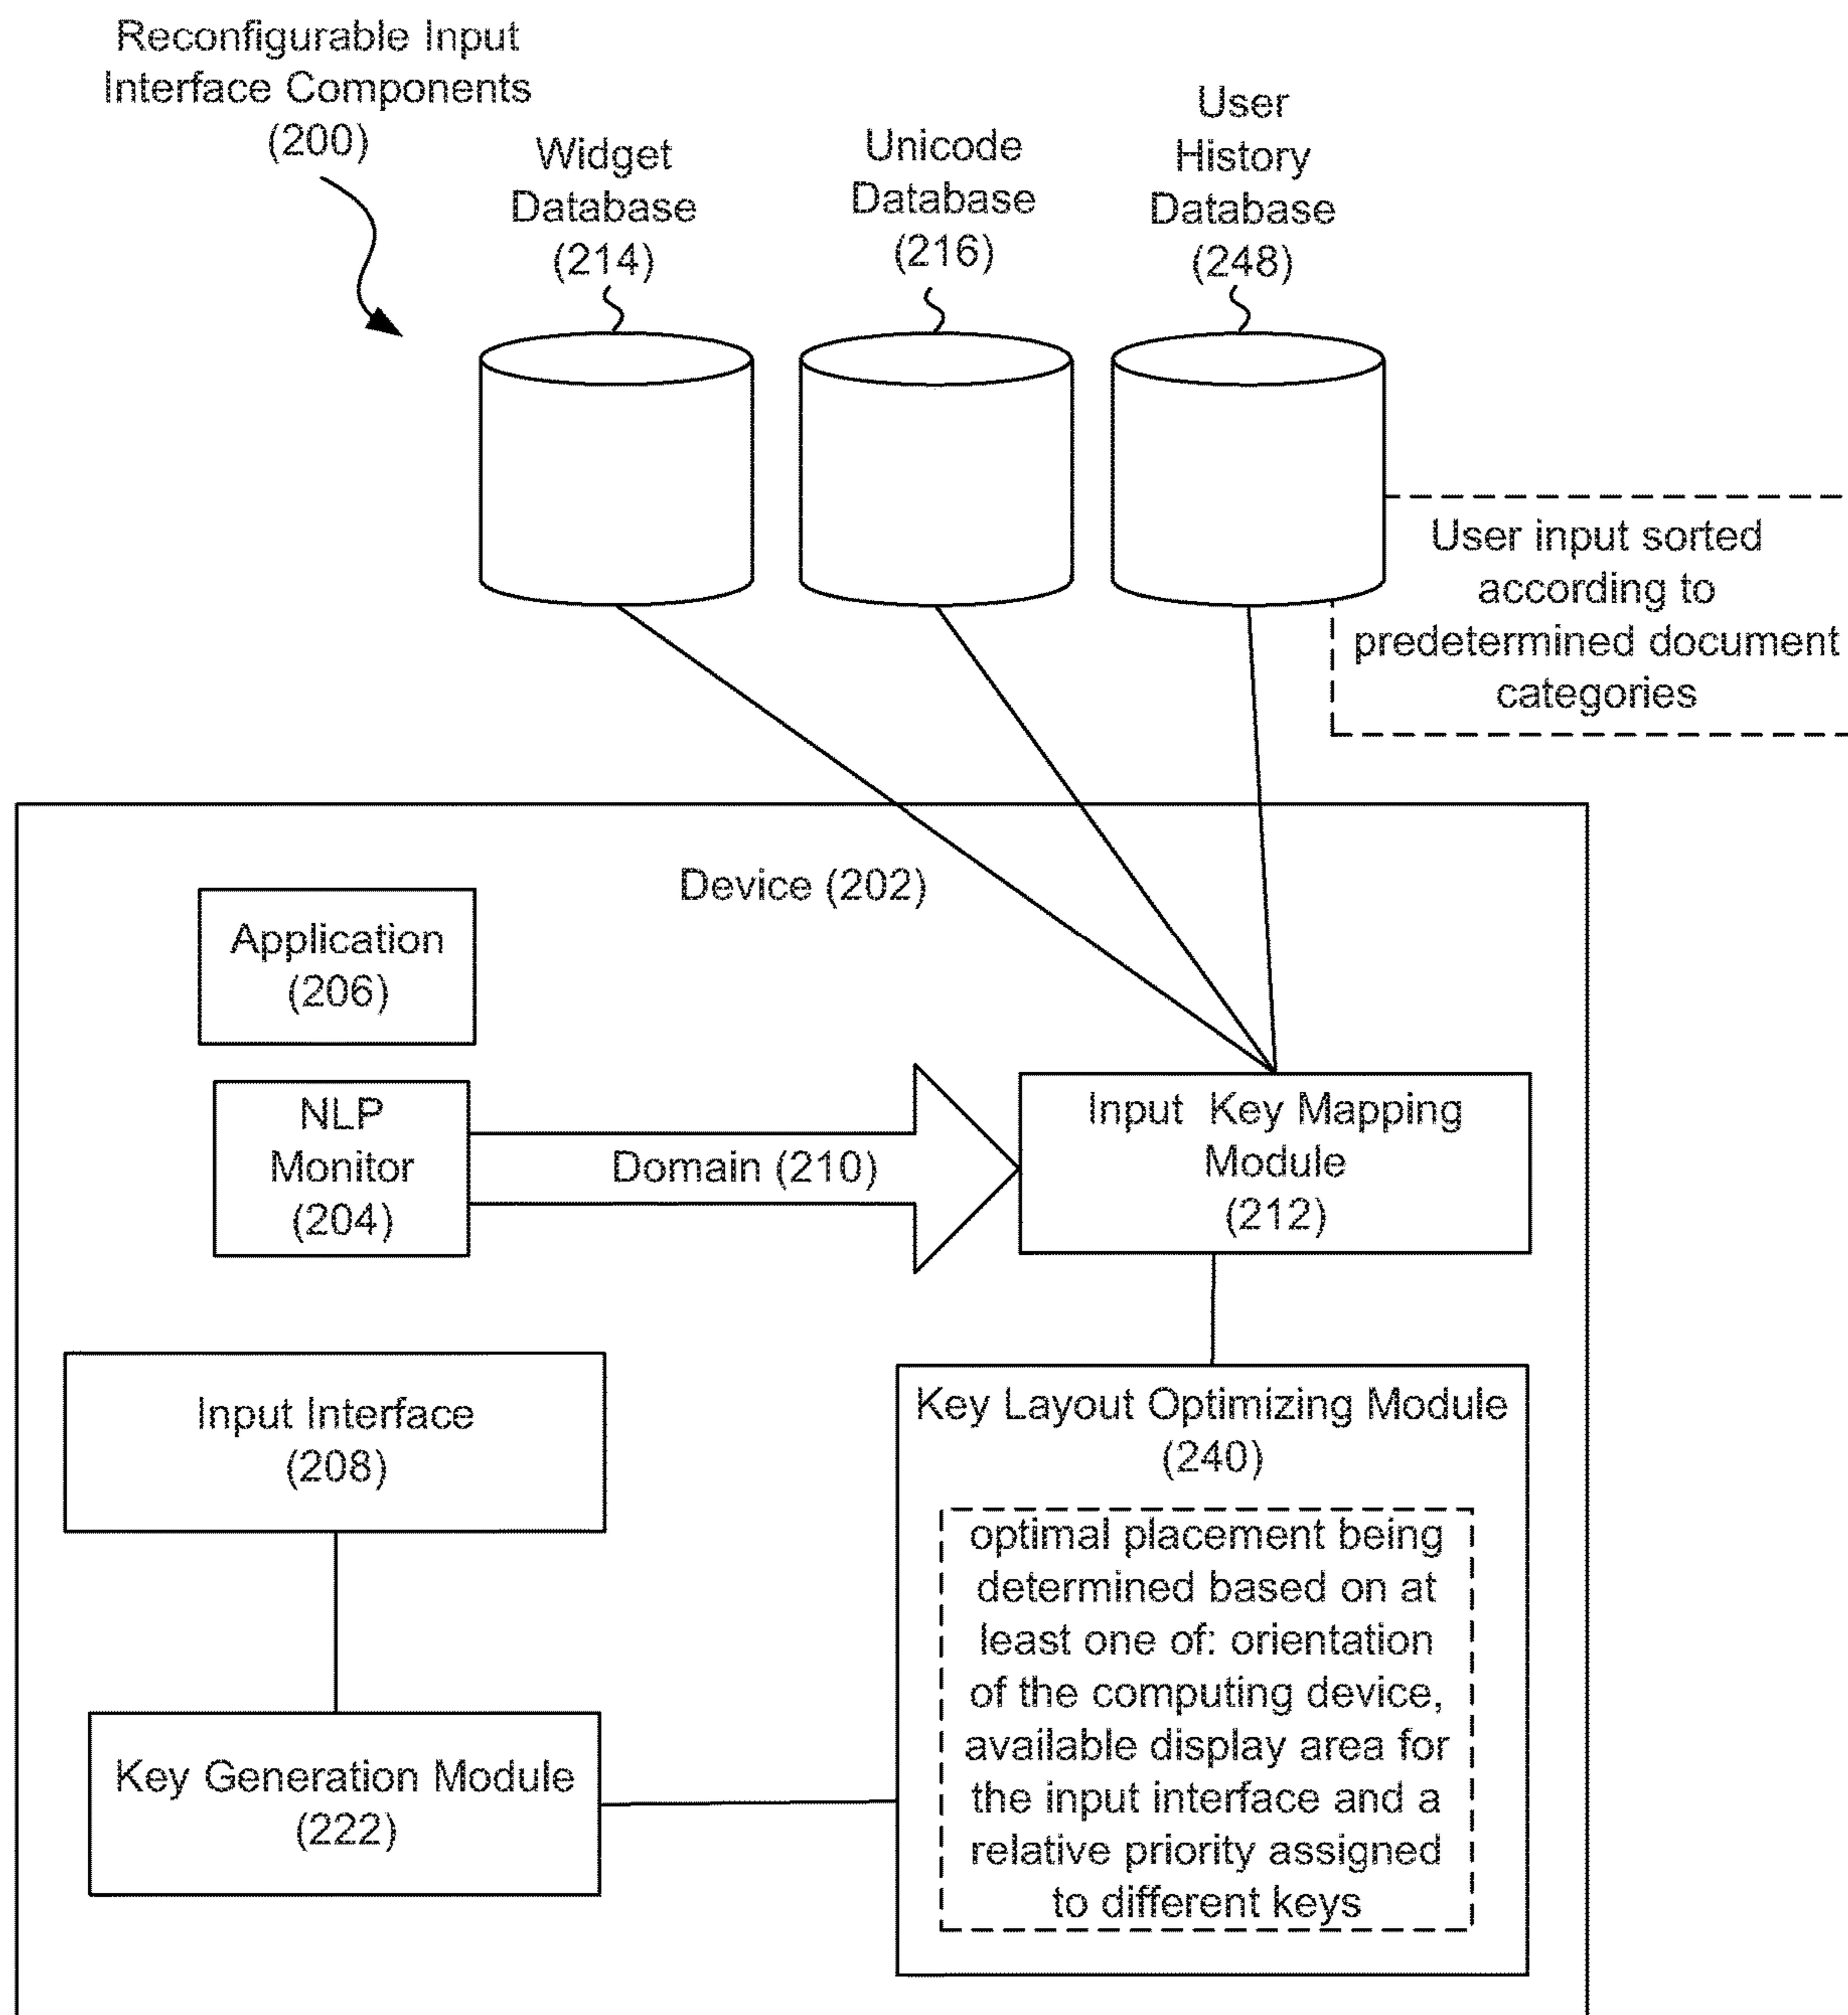 Reconfigurable Input
Interface Components
(200)
Widget
Database
(214)
Unicode
Database
(216)
User
History
Database
(248)
User input sorted
according to
predetermined document
categories
Device (202)
Application
(206)
NLP
Monitor
(204)
Domain (210)
Input Key Mapping
Module
(212)
Input Interface
(208)
Key Layout Optimizing Module
(240)
optimal placement being
determined based on at
least one of: orientation
of the computing device,
available display area for
the input interface and a
relative priority assigned
to different keys
Key Generation Module
(222)